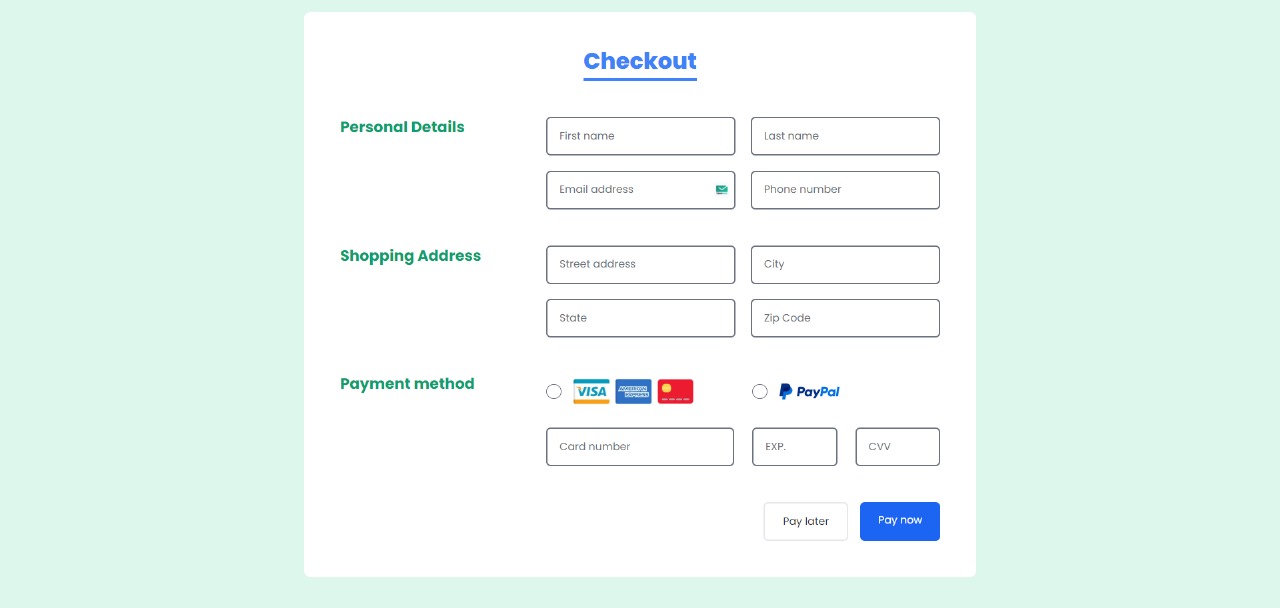 Checkout
Personal Details
First name
Last name
Email address
Phone number
Shopping Address
Street address
City
State
Zip Code
Payment method
VISA
AMERICAN EXPRESS
PayPal
Card number
EXP.
CVV
Pay later
Pay now